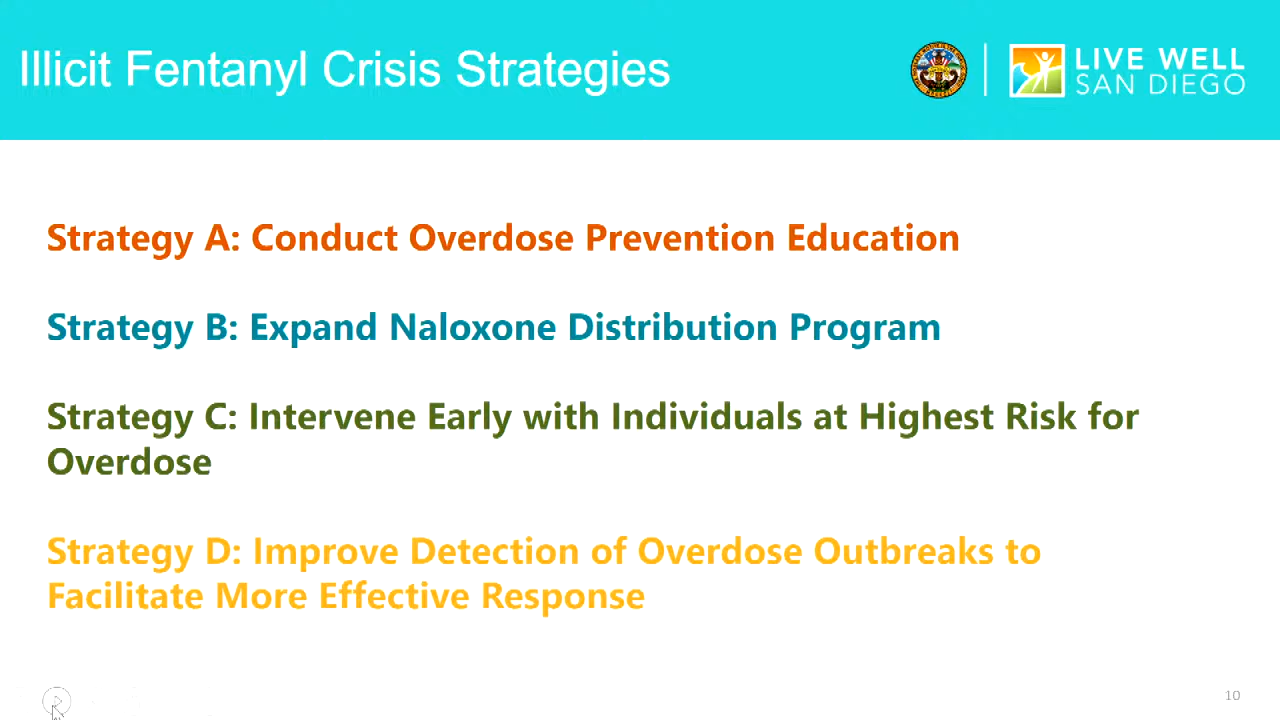 Illicit Fentanyl Crisis Strategies
LIVE WELL
SAN DIEGO
Strategy A: Conduct Overdose Prevention Education
Strategy B: Expand Naloxone Distribution Program
Strategy C: Intervene Early with Individuals at Highest Risk for
Overdose
Strategy D: Improve Detection of Overdose Outbreaks to
Facilitate More Effective Response
10